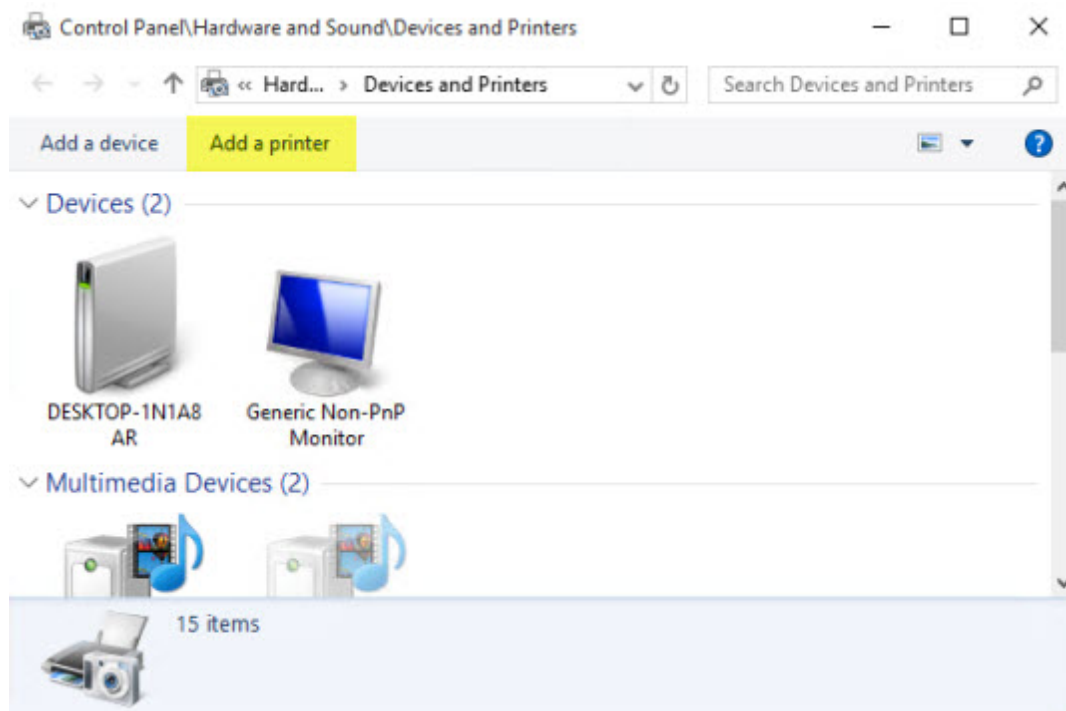 Control Panel\Hardware and Sound\Devices and Printers
« Hard... › Devices and Printers
Search Devices and Printers
Add a device
Add a printer
Devices (2)
DESKTOP-1N1A8
AR
Generic Non-PnP
Monitor
Multimedia Devices (2)
15 items